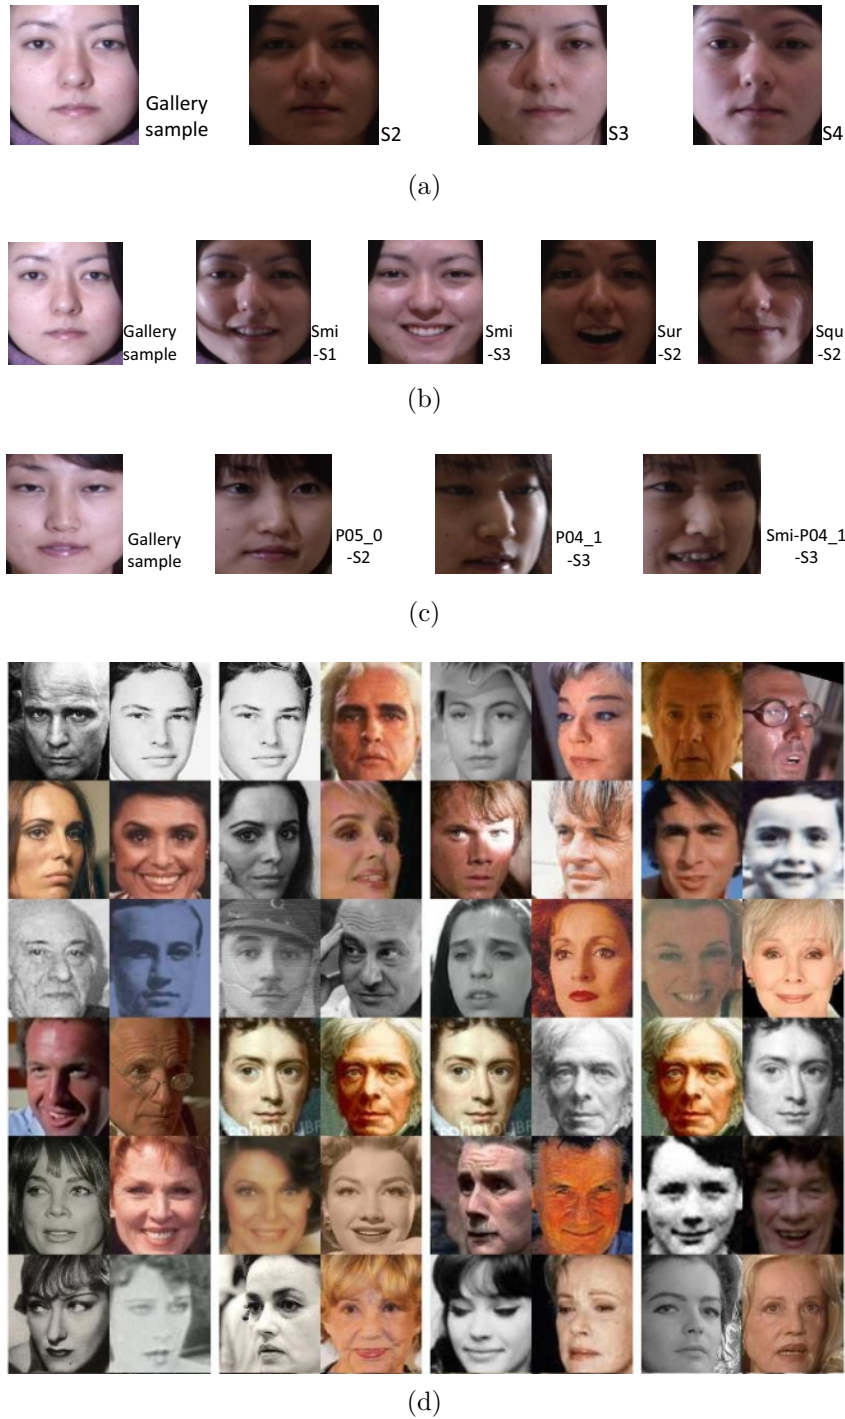 Gallery
sample
S2
S3
S4
(a)
Gallery
sample
Smi
-S1
Smi
-S3
Sur
-S2
Squ
-S2
(b)
Gallery
sample
P05_0
-S2
P04_1
-S3
Smi-P04_1
-S3
(c)
(d)